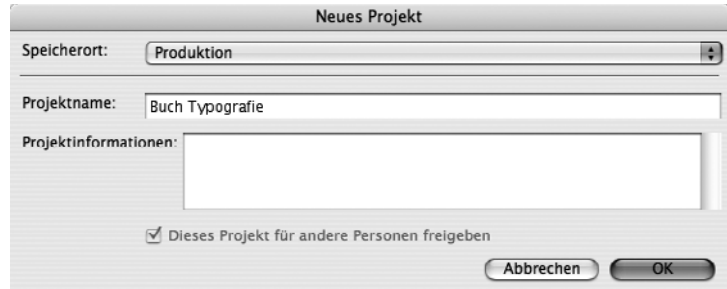 Neues Projekt
Speicherort: Produktion
Projektname: Buch Typografie
Projektinformationen:
Dieses Projekt für andere Personen freigeben
Abbrechen OK